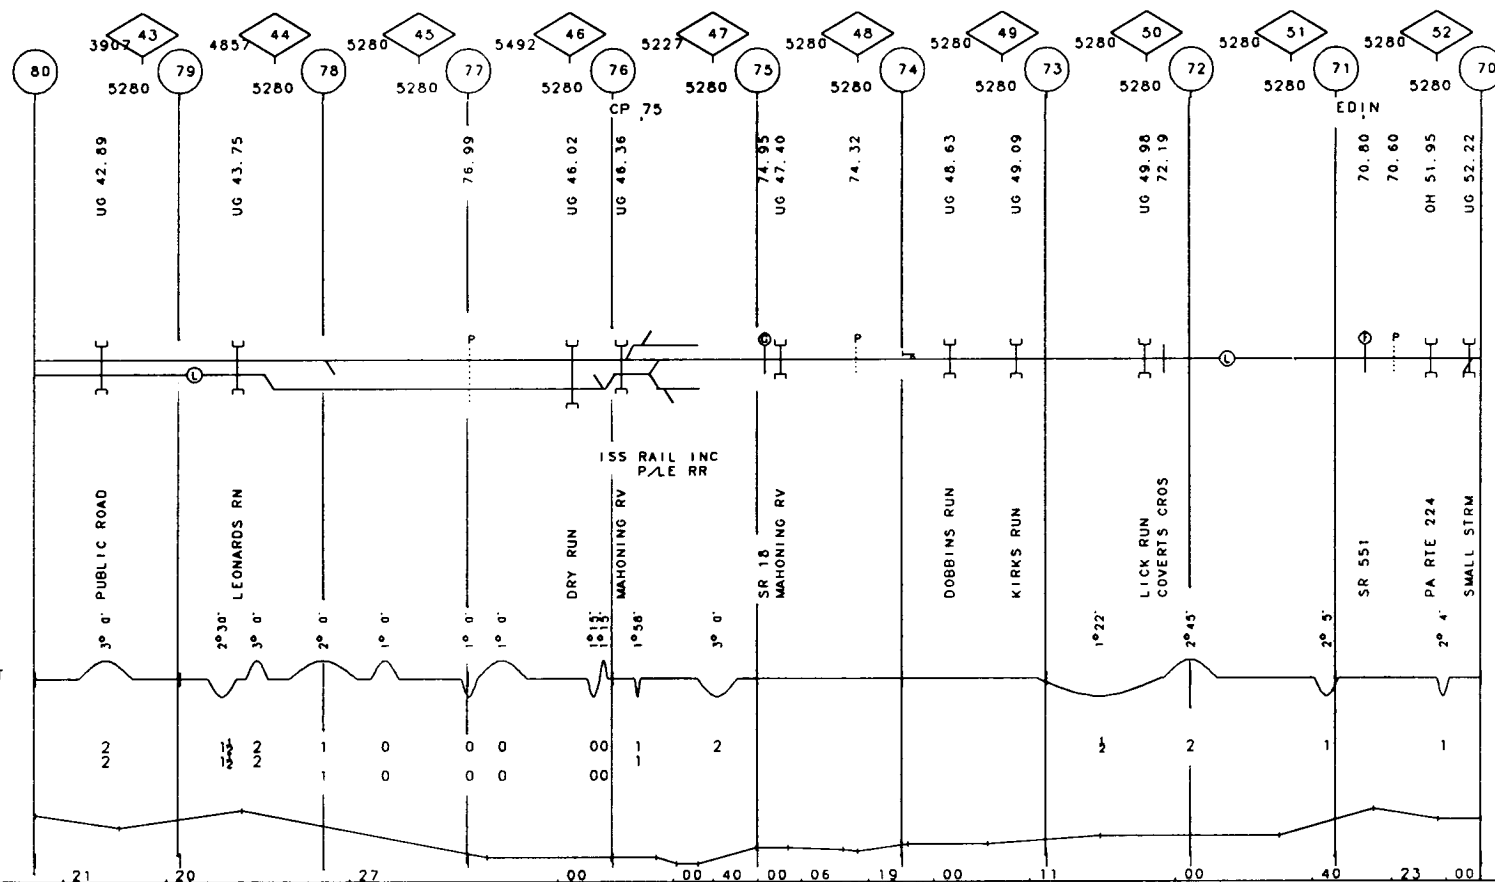 43 44 45 46 47 48 49 50 51 52
3907 4857 5280 5492 5227 5280 5280 5280 5280 5280
80 79 78 77 76 75 74 73 72 71 70
5280 5280 5280 5280 5280 5280 5280 5280 5280 5280
CP 75
EDIN
UG 42.89
UG 43.75
76.99
UG 46.02
UG 46.36
74.95
UG 47.40
74.32
UG 48.63
UG 49.09
UG 49.98
72.19
70.80
70.60
OH 51.95
UG 52.22
P
G
P
P
L
L
ISS RAIL INC
P/LE RR
PUBLIC ROAD
LEONARDS RN
DRY RUN
MAHONING RV
SR 18
MAHONING RV
DOBBINS RUN
KIRKS RUN
LICK RUN
COVERTS CROS
SR 551
PA RTE 224
SMALL STRM
3° 0' 2°30' 3° 0' 2° 0' 1° 0' 1° 0' 1° 0' 1°15' 1°15' 1°58' 3° 0' 1°22' 2°45' 2° 5' 2° 4'
T
2 1½ 2 1 0 0 0 00 1 2 ½ 2 1 1
2 1½ 2 1
1 0 0 0 00
21 20 27 00 00 40 00 06 19 00 11 00 40 23 00